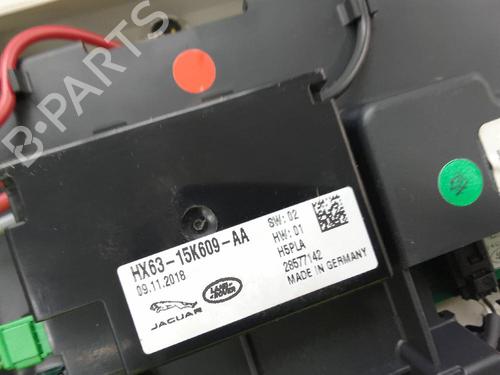 B-PARTS
HX63-15K609-AA
09.11.2018
SW: 02
HW: 01
H5PLA
28577142
MADE IN GERMANY
JAGUAR
LAND-
ROVER